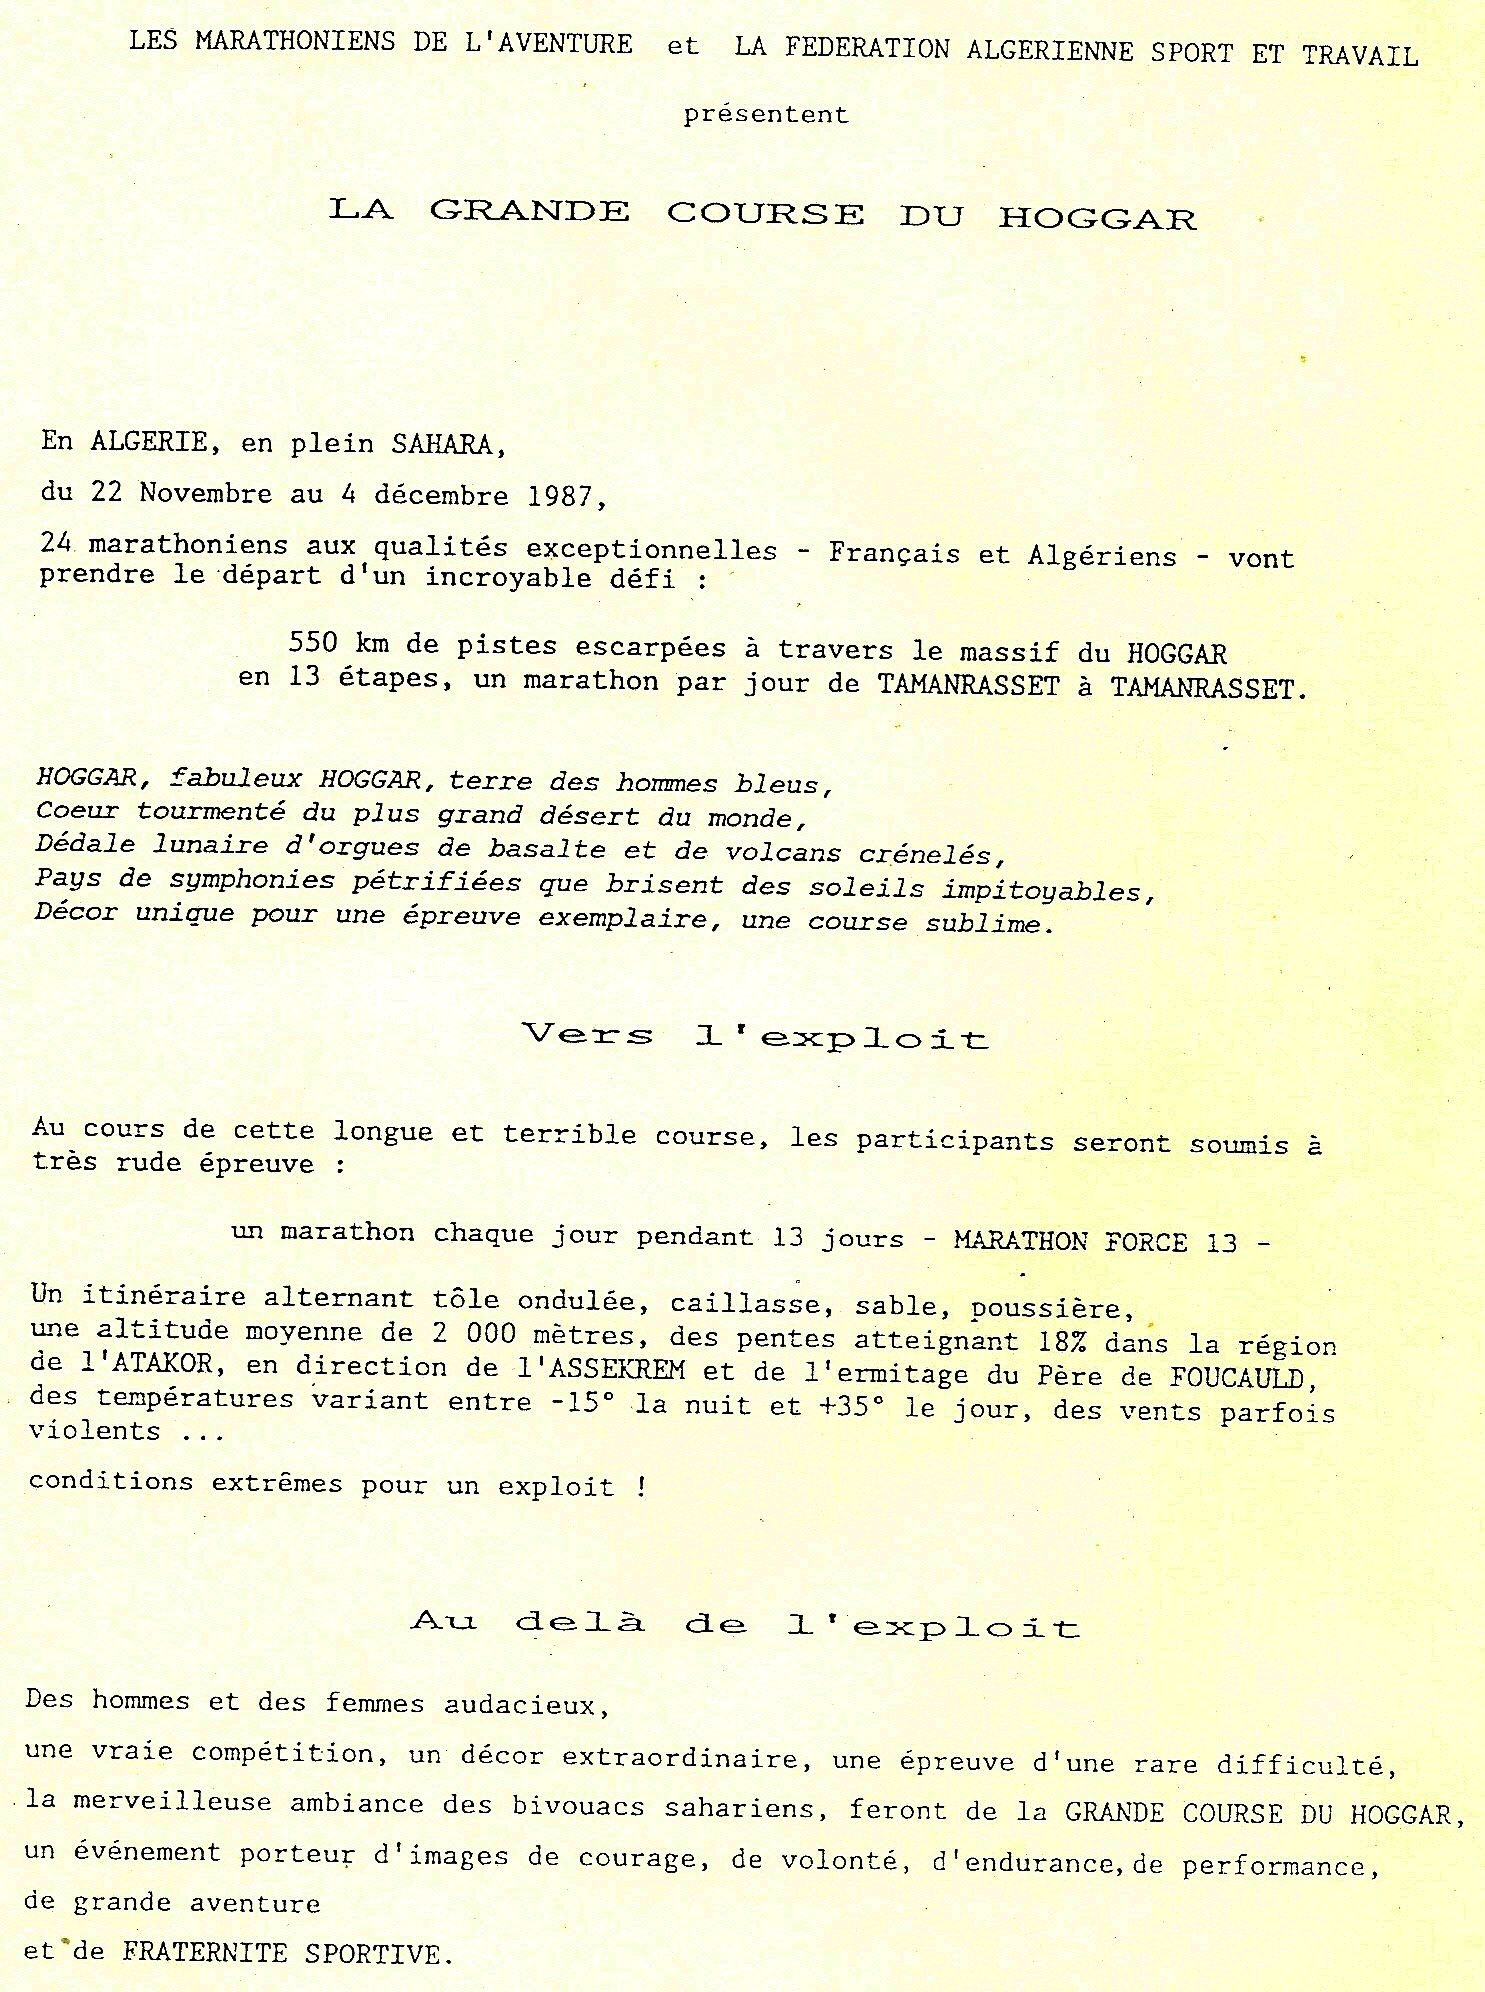 LES MARATHONIENS DE L'AVENTURE et LA FEDERATION ALGERIENNE SPORT ET TRAVAIL
présentent
LA GRANDE COURSE DU HOGGAR
En ALGERIE, en plein SAHARA,
du 22 Novembre au 4 décembre 1987,
24 marathoniens aux qualités exceptionnelles - Français et Algériens - vont
prendre le départ d'un incroyable défi :
550 km de pistes escarpées à travers le massif du HOGGAR
en 13 étapes, un marathon par jour de TAMANRASSET à TAMANRASSET.
HOGGAR, fabuleux HOGGAR, terre des hommes bleus,
Coeur tourmenté du plus grand désert du monde,
Dédale lunaire d'orgues de basalte et de volcans crénelés,
Pays de symphonies pétrifiées que brisent des soleils impitoyables,
Décor unique pour une épreuve exemplaire, une course sublime.
Vers l'exploit
Au cours de cette longue et terrible course, les participants seront soumis à
très rude épreuve :
un marathon chaque jour pendant 13 jours - MARATHON FORCE 13 -
Un itinéraire alternant tôle ondulée, caillasse, sable, poussière,
une altitude moyenne de 2 000 mètres, des pentes atteignant 18% dans la région
de l'ATAKOR, en direction de l'ASSEKREM et de l'ermitage du Père de FOUCAULD,
des températures variant entre -15° la nuit et +35° le jour, des vents parfois
violents ...
conditions extrêmes pour un exploit !
Au delà de l'exploit
Des hommes et des femmes audacieux,
une vraie compétition, un décor extraordinaire, une épreuve d'une rare difficulté,
la merveilleuse ambiance des bivouacs sahariens, feront de la GRANDE COURSE DU HOGGAR,
un événement porteur d'images de courage, de volonté, d'endurance, de performance,
de grande aventure
et de FRATERNITE SPORTIVE.